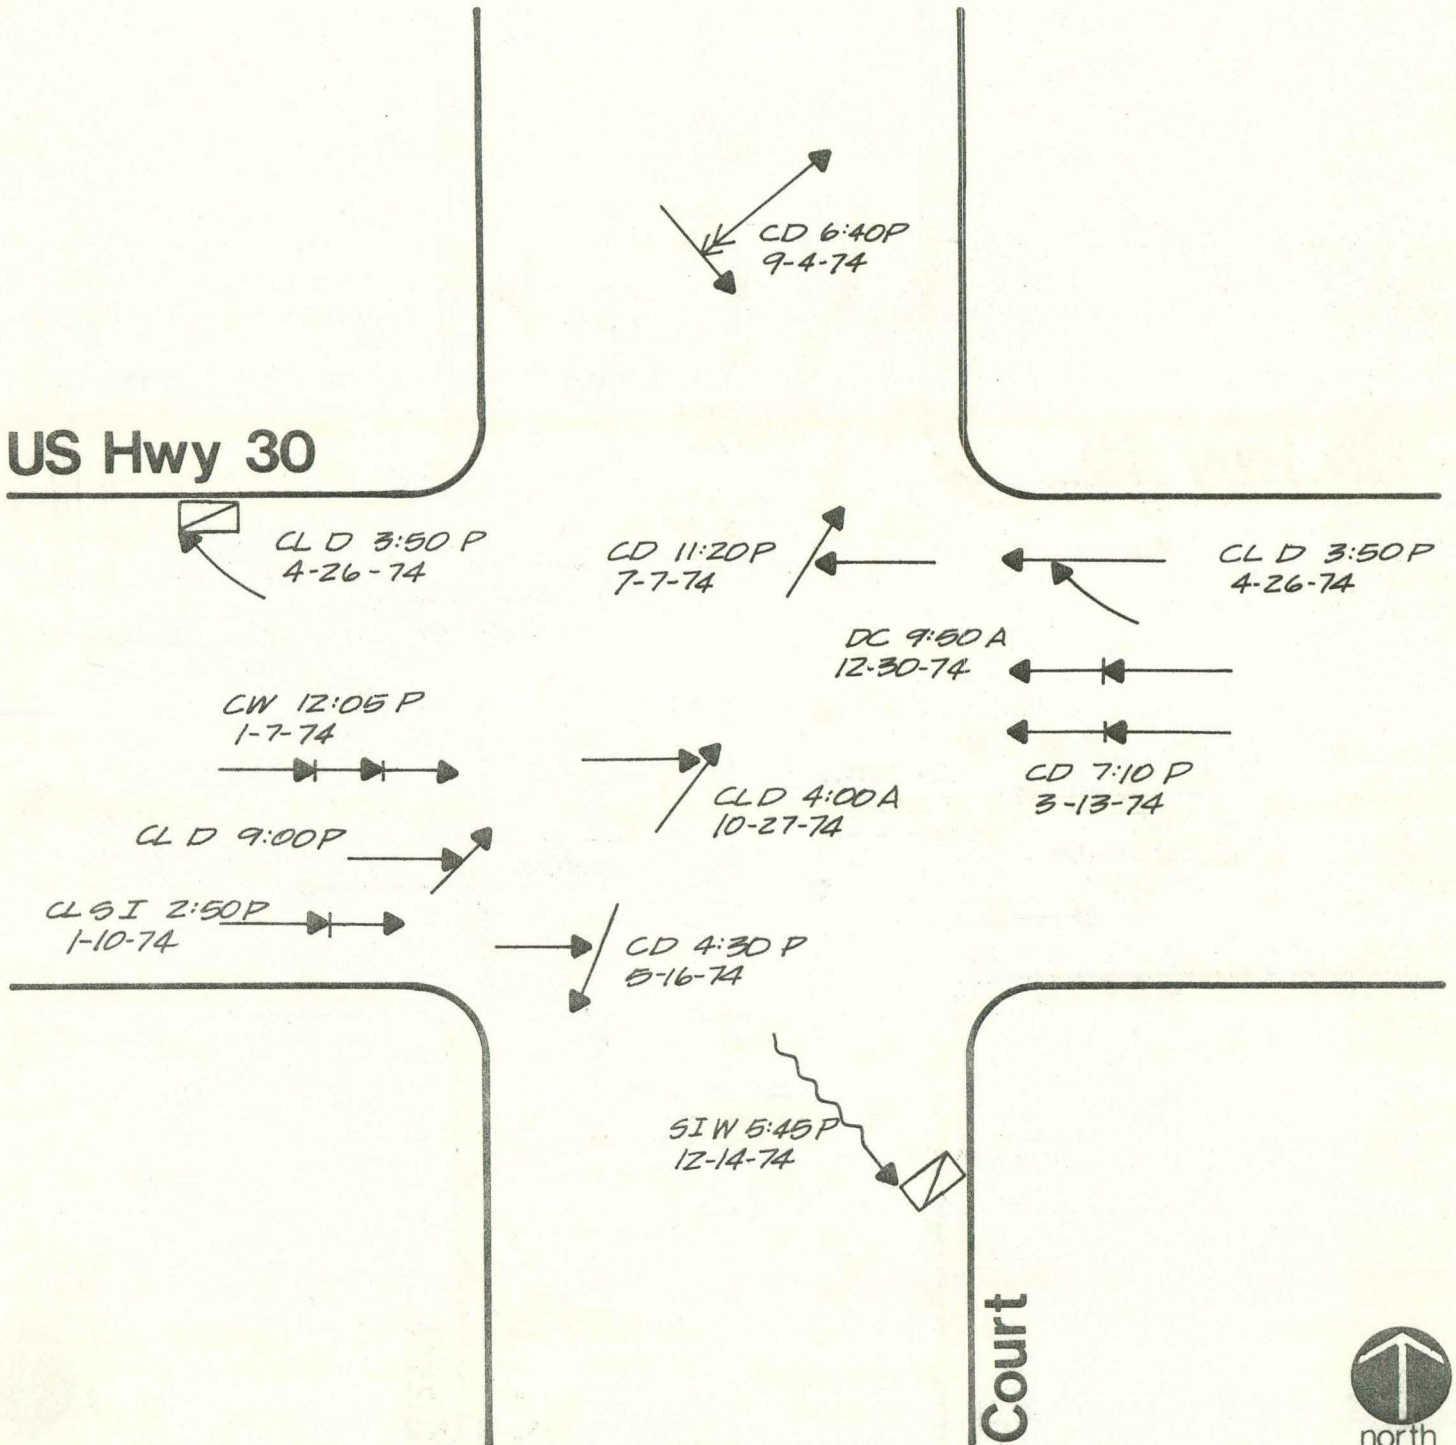 CD 6:40P
9-4-74
US Hwy 30
CL D 3:50 P
4-26-74
CD 11:20P
7-7-74
CL D 3:50P
4-26-74
DC 9:50 A
12-30-74
CW 12:05 P
1-7-74
CD 7:10 P
3-13-74
CLD 4:00A
10-27-74
CL D 9:00P
CLSI 2:50P
1-10-74
CD 4:30 P
5-16-74
SIW 5:45P
12-14-74
Court
north